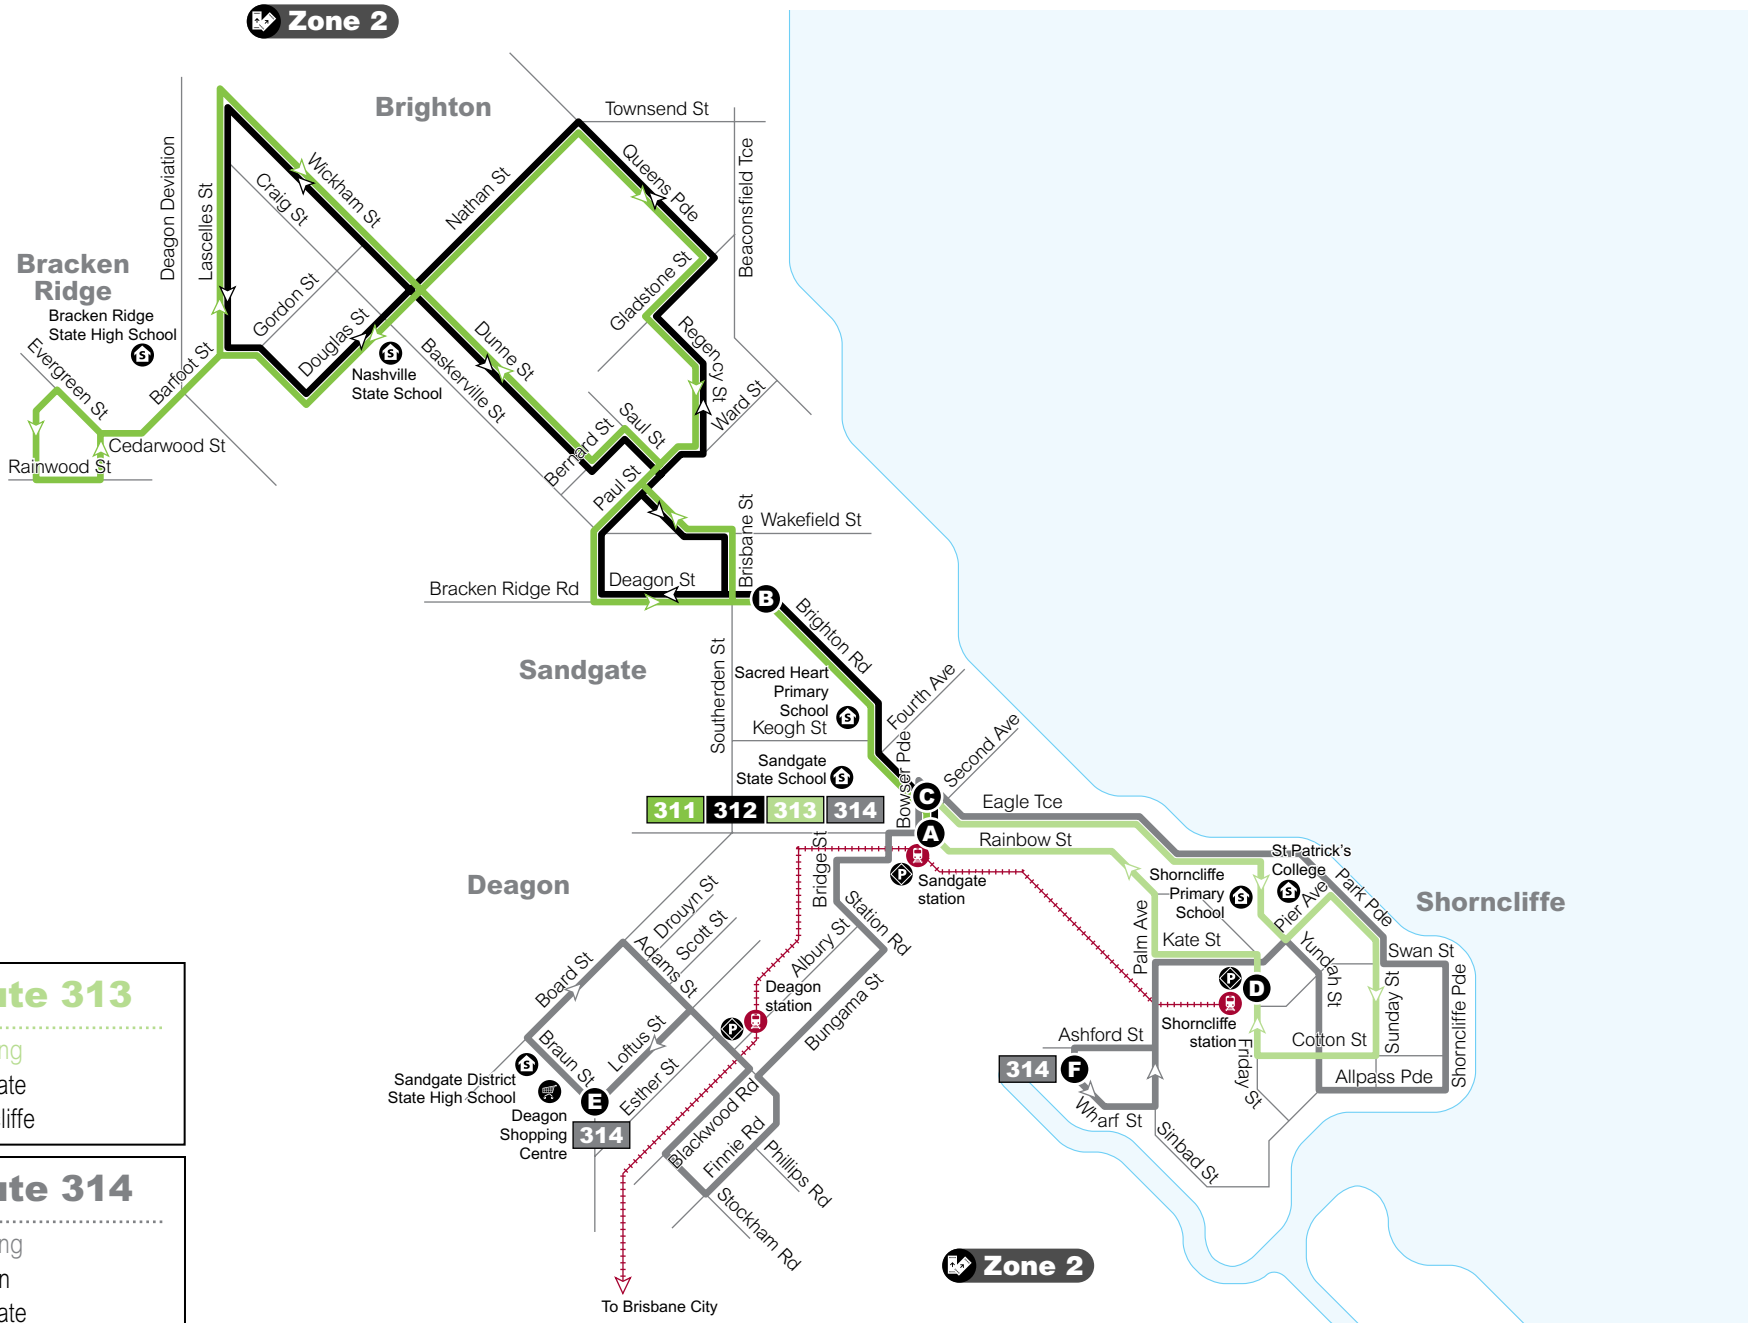 Zone 2
Brighton
Townsend St
Deagon Deviation
Lascelles St
Wickham St
Craig St
Nathan St
Queens Pde
Beaconsfield Tce
Bracken
Ridge
Bracken Ridge
State High School
Gordon St
Douglas St
Gladstone St
Regency St
Evergreen St
Barfoot St
Nashville
State School
Baskerville St
Dunne St
Saul St
Ward St
Cedarwood St
Rainwood St
Bernard St
Paul St
Brisbane St
Wakefield St
Bracken Ridge Rd
Deagon St
B
Brighton Rd
Sandgate
Southerden St
Sacred Heart
Primary
School
Keogh St
Fourth Ave
Sandgate
State School
Bowser Pde
Second Ave
311
312
313
314
C
A
Eagle Tce
Rainbow St
Bridge St
Sandgate
station
Shorncliffe
Primary
School
St Patrick's
College
Pier Ave
Park Pde
Shorncliffe
Deagon
Drouyn St
Scott St
Adams St
Board St
Station Rd
Albury St
Deagon
station
Bungama St
Palm Ave
Kate St
Yundah St
Swan St
Sunday St
Shorncliffe Pde
D
Shorncliffe
station
Cotton St
Friday St
Allpass Pde
Ashford St
314
F
Wharf St
Sinbad St
Braun St
Loftus St
Esther St
Sandgate District
State High School
Deagon
Shopping
Centre
E
314
Blackwood Rd
Finnie Rd
Phillips Rd
Stockham Rd
To Brisbane City
Zone 2
ute 313
ng
ate
cliffe
ute 314
ng
n
ate